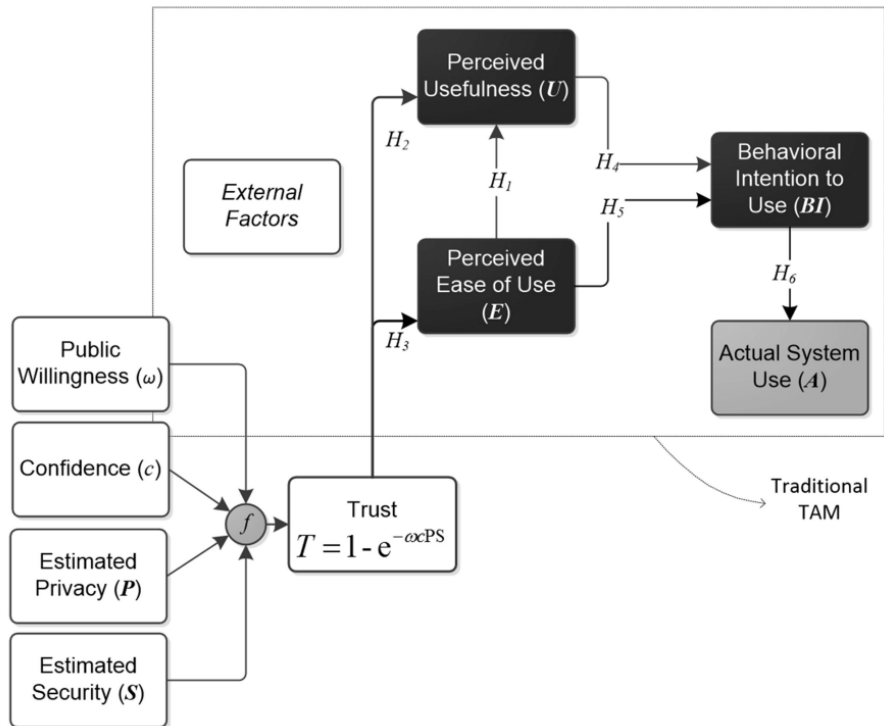 Perceived
Usefulness (U)
H2
H4
Behavioral
Intention to
Use (BI)
External
Factors
H1
H5
Perceived
Ease of Use
(E)
H6
H3
Public
Willingness (ω)
Actual System
Use (A)
Confidence (c)
Trust
T = 1 - e^{-ωcPS}
f
Traditional
TAM
Estimated
Privacy (P)
Estimated
Security (S)